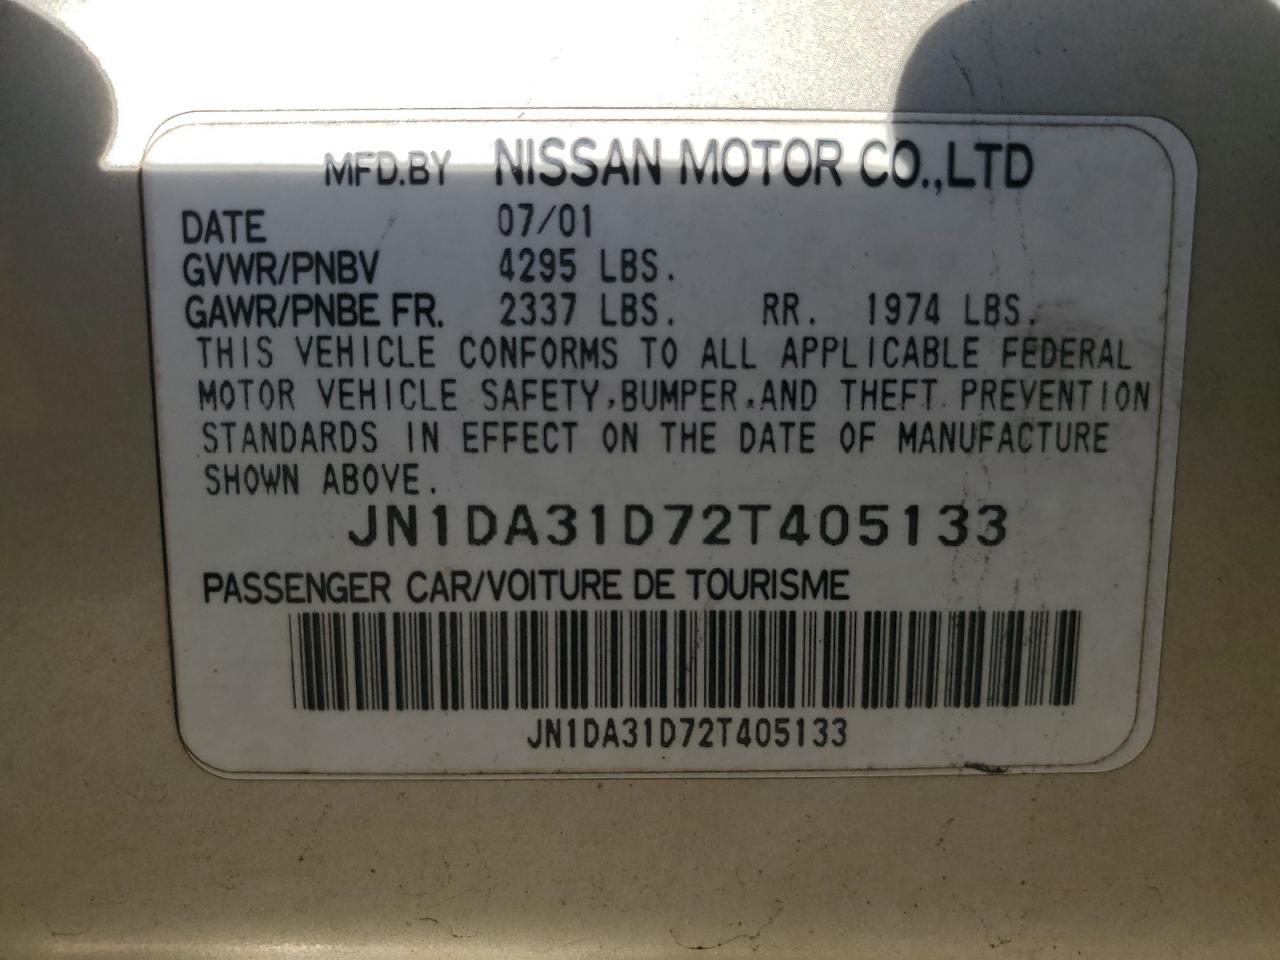 MFD.BY NISSAN MOTOR CO.,LTD
DATE 07/01
GVWR/PNBV 4295 LBS.
GAWR/PNBE FR. 2337 LBS. RR. 1974 LBS.
THIS VEHICLE CONFORMS TO ALL APPLICABLE FEDERAL
MOTOR VEHICLE SAFETY,BUMPER,AND THEFT PREVENTION
STANDARDS IN EFFECT ON THE DATE OF MANUFACTURE
SHOWN ABOVE.
JN1DA31D72T405133
PASSENGER CAR/VOITURE DE TOURISME
JN1DA31D72T405133